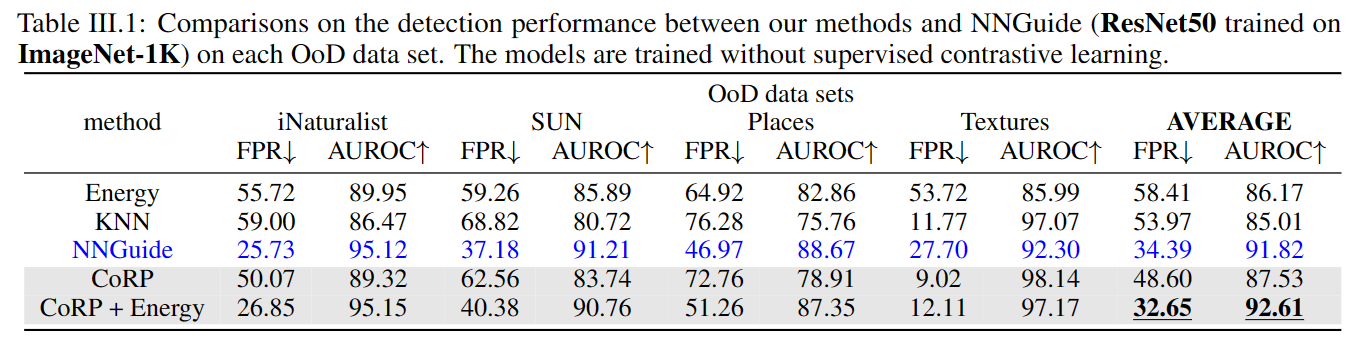 Table III.1: Comparisons on the detection performance between our methods and NNGuide (ResNet50 trained on
ImageNet-1K) on each OoD data set. The models are trained without supervised contrastive learning.
OoD data sets
method iNaturalist SUN Places Textures AVERAGE
FPR↓ AUROC↑ FPR↓ AUROC↑ FPR↓ AUROC↑ FPR↓ AUROC↑ FPR↓ AUROC↑
Energy 55.72 89.95 59.26 85.89 64.92 82.86 53.72 85.99 58.41 86.17
KNN 59.00 86.47 68.82 80.72 76.28 75.76 11.77 97.07 53.97 85.01
NNGuide 25.73 95.12 37.18 91.21 46.97 88.67 27.70 92.30 34.39 91.82
CoRP 50.07 89.32 62.56 83.74 72.76 78.91 9.02 98.14 48.60 87.53
CoRP + Energy 26.85 95.15 40.38 90.76 51.26 87.35 12.11 97.17 32.65 92.61